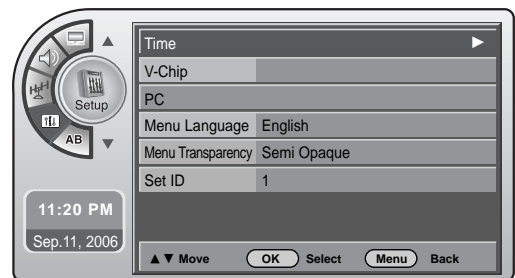 Time ►
V-Chip
PC
Menu Language English
Menu Transparency Semi Opaque
Set ID 1
▲▼ Move OK Select Menu Back
Setup
AB
11:20 PM
Sep.11, 2006